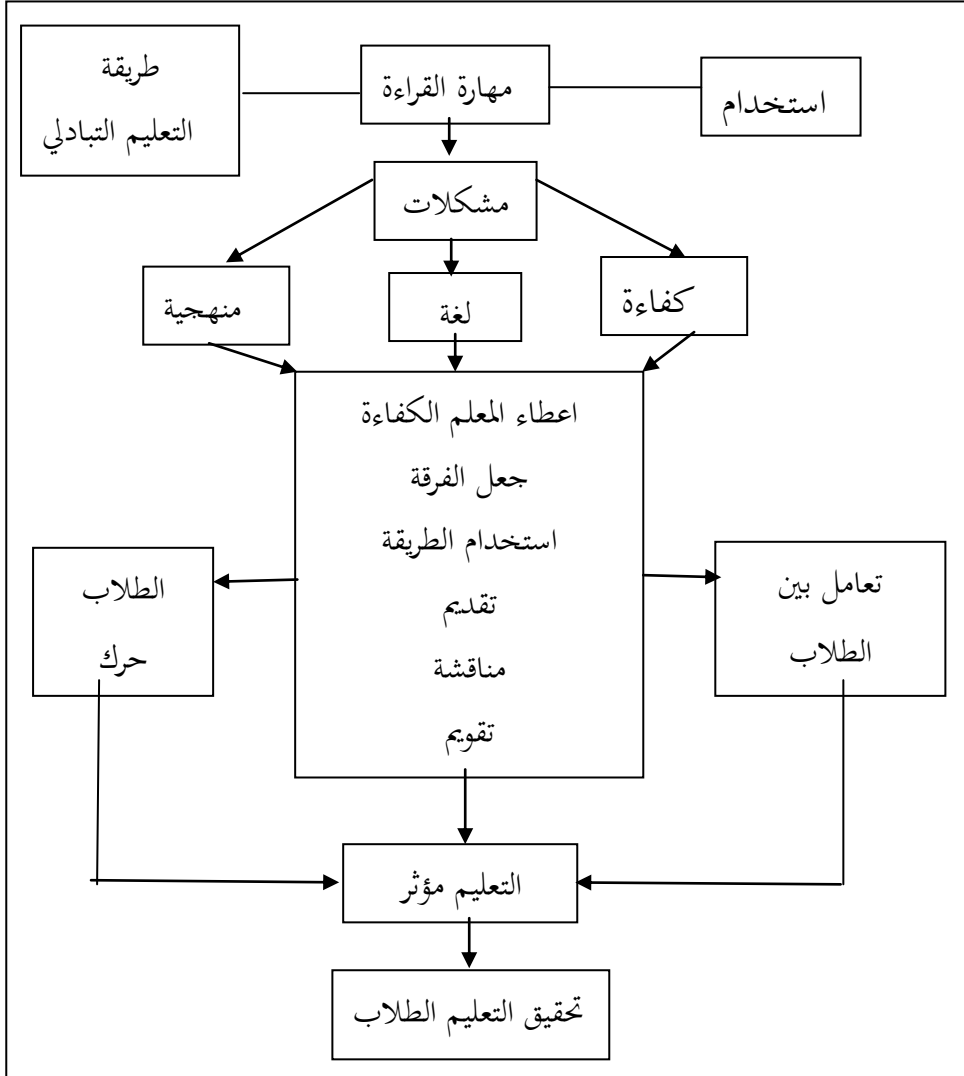 استخدام
مهارة القراءة
طريقة
التعليم التبادلي
مشكلات
كفاءة
لغة
منهجية
اعطاء المعلم الكفاءة
جعل الفرقة
استخدام الطريقة
تقديم
مناقشة
تقويم
تعامل بين
الطلاب
الطلاب
حرك
التعليم مؤثر
تحقيق التعليم الطلاب